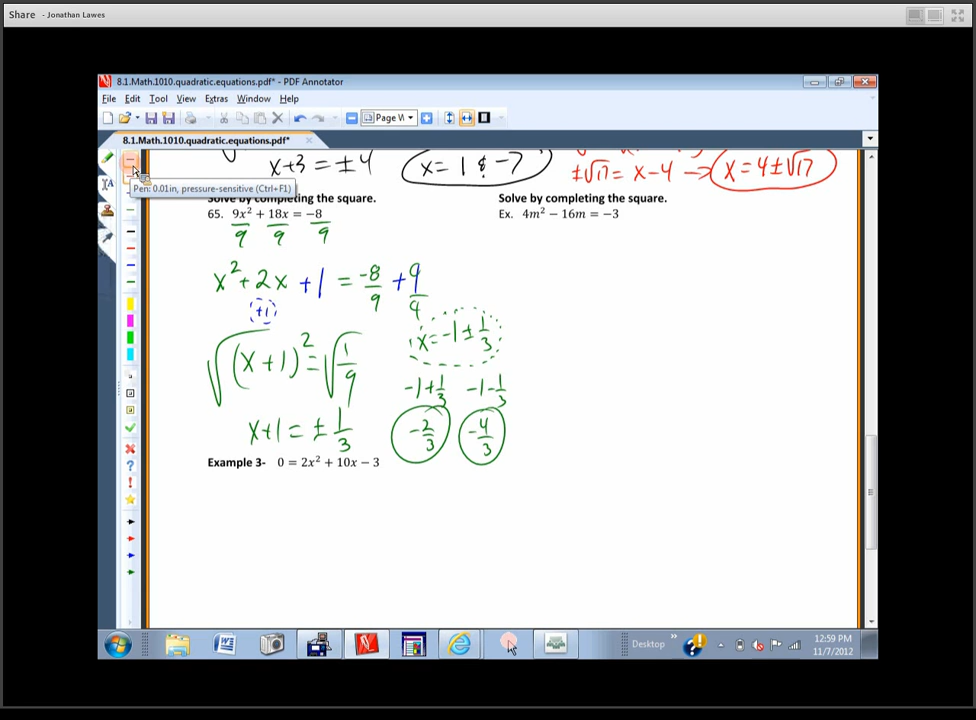 Share - Jonathan Lawes
8.1.Math.1010.quadratic.equations.pdf* - PDF Annotator
File Edit Tool View Extras Window Help
Page W
8.1.Math.1010.quadratic.equations.pdf*
x+3 = ±4
x = 1 & -7
±√17 = x-4 → x = 4±√17
Pen: 0.01in, pressure-sensitive (Ctrl+F1)
Solve by completing the square.
65. 9x² + 18x = -8
9 9 9
x² + 2x + 1 = -8/9 + 9/9
(+1)
√(x+1)² = √1/9
x+1 = ± 1/3
x = -1 ± 1/3
-1+1/3 -1-1/3
-2/3 -4/3
Example 3- 0 = 2x² + 10x − 3
Solve by completing the square.
Ex. 4m² − 16m = −3
Desktop
12:59 PM
11/7/2012